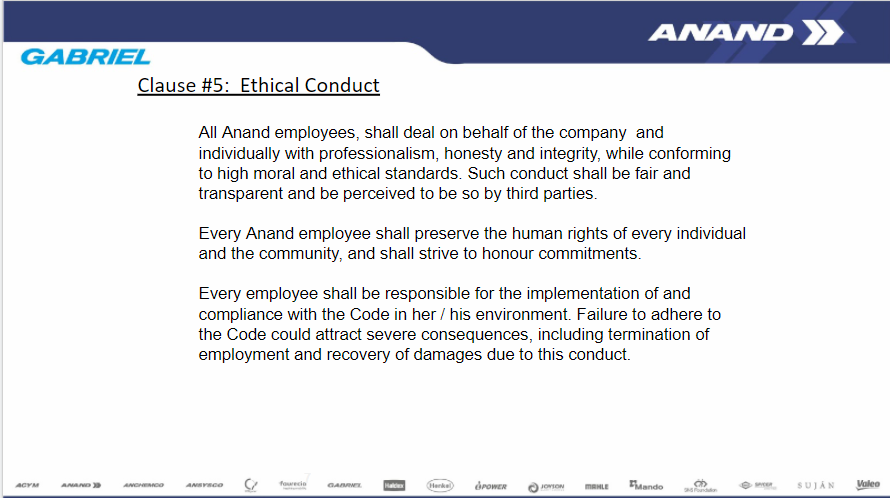 ANAND
GABRIEL
Clause #5: Ethical Conduct
All Anand employees, shall deal on behalf of the company and
individually with professionalism, honesty and integrity, while conforming
to high moral and ethical standards. Such conduct shall be fair and
transparent and be perceived to be so by third parties.
Every Anand employee shall preserve the human rights of every individual
and the community, and shall strive to honour commitments.
Every employee shall be responsible for the implementation of and
compliance with the Code in her / his environment. Failure to adhere to
the Code could attract severe consequences, including termination of
employment and recovery of damages due to this conduct.
ACYM ANAND ANCHEMCO ANSYSCO faurecia GABRIEL Haldex Henkel JOYSON MAHLE Mando SNS Foundation SPICER SUJÁN Valeo